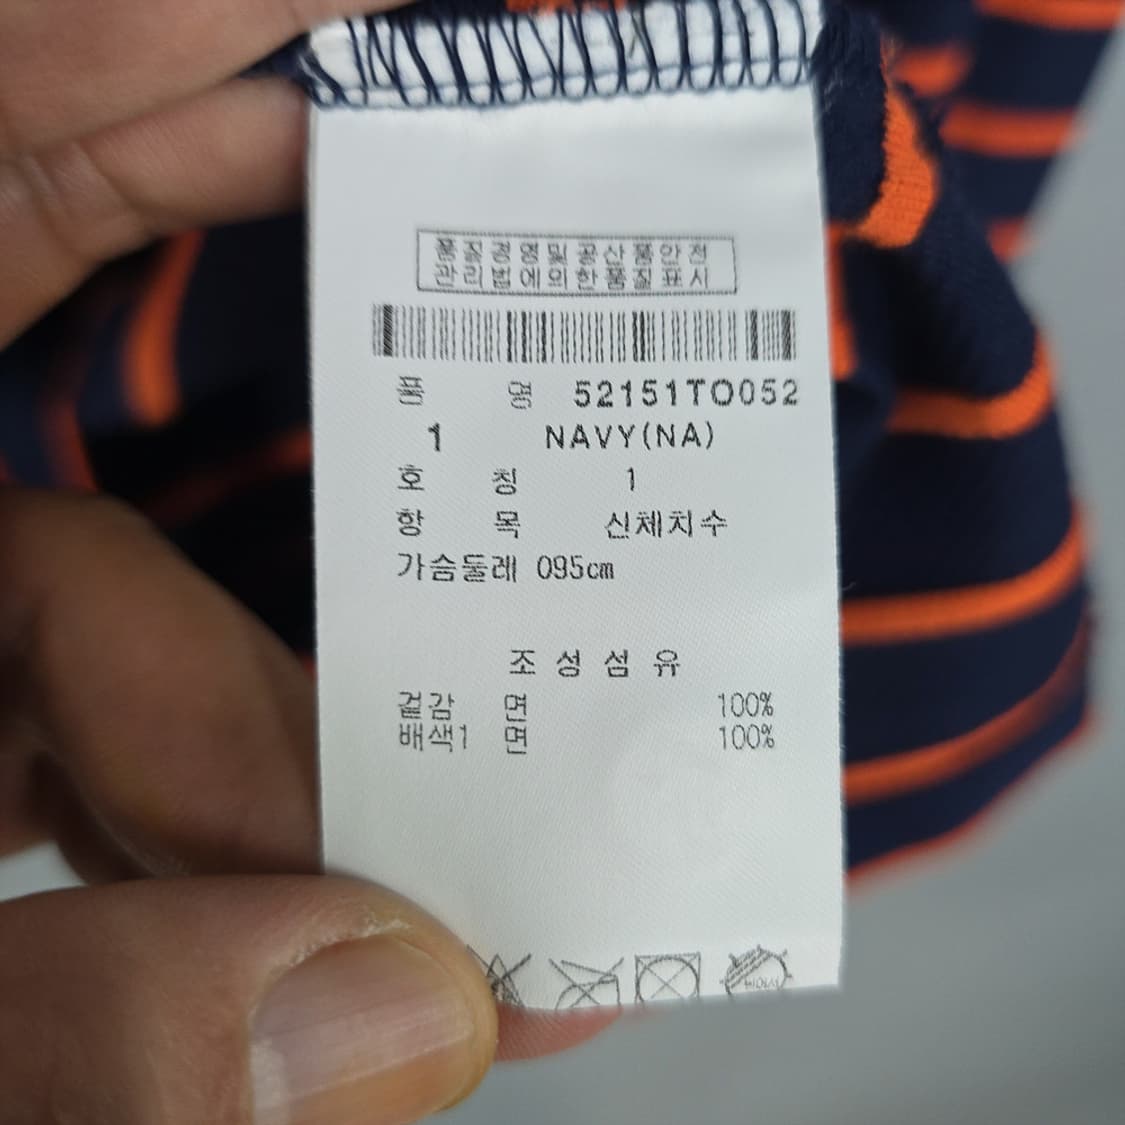 품질경영및공산품안전
관리법에의한품질표시
품 명 52151TO052
1 NAVY(NA)
호 칭 1
항 목 신체치수
가슴둘레 095cm
조 성 섬 유
겉감 면 100%
배색1 면 100%